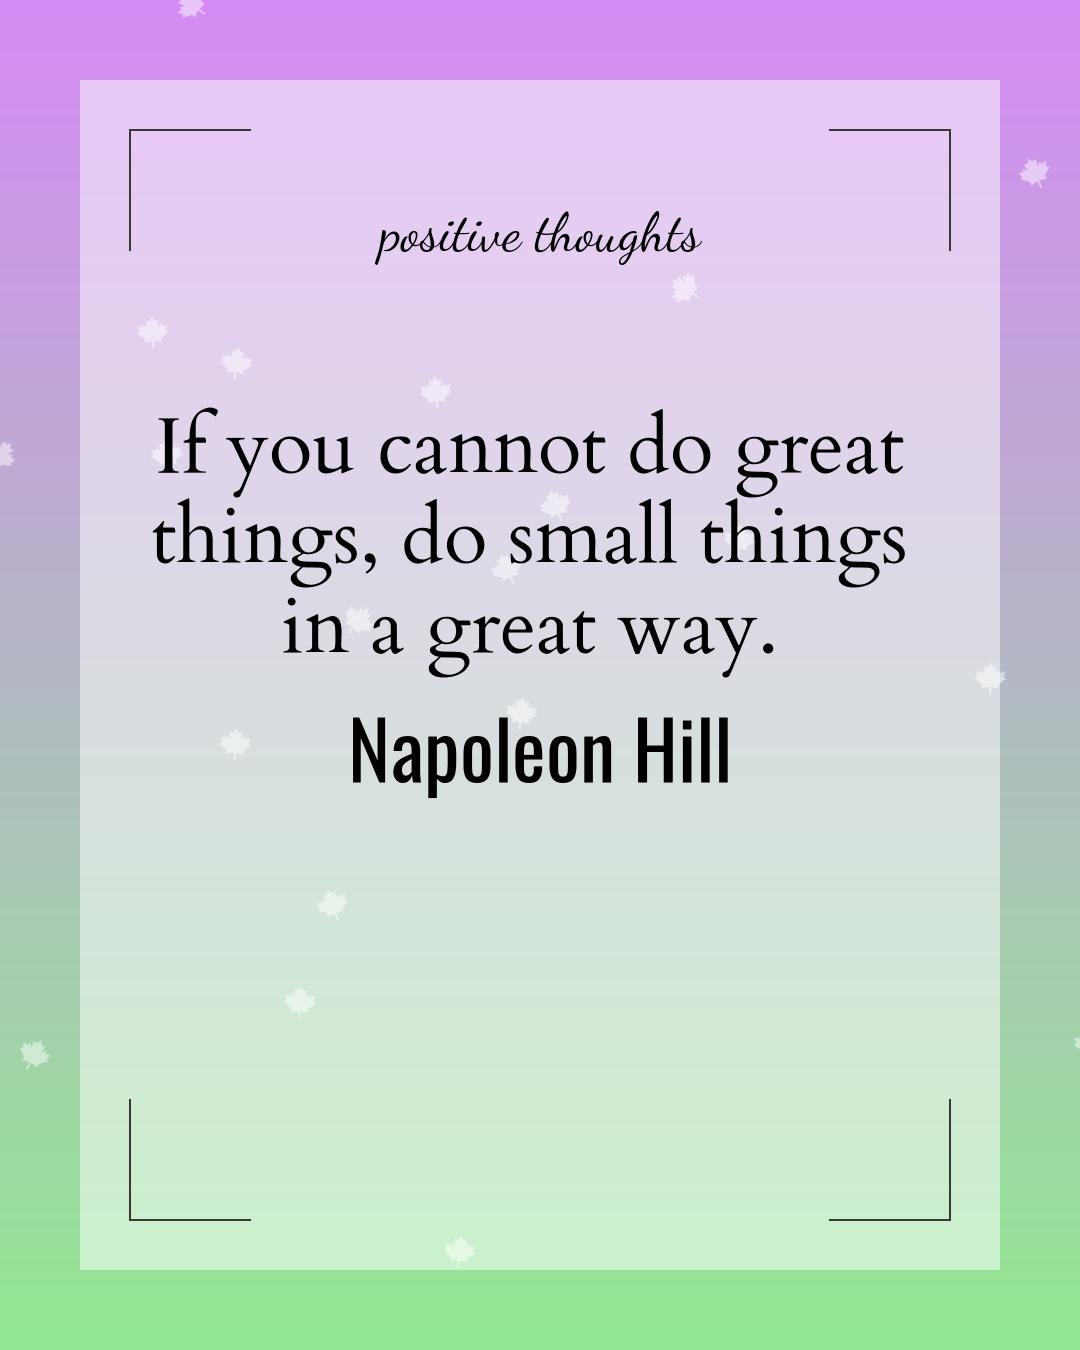 positive thoughts
If you cannot do great
things, do small things
in a great way.
Napoleon Hill